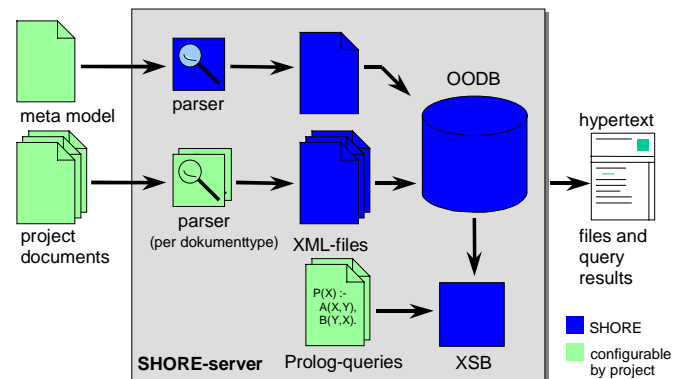 OODB
meta model
parser
hypertext
project
documents
parser
(per dokumenttype)
XML-files
files and
query
results
P(X) :-
A(X,Y),
B(Y,X).
SHORE-server
Prolog-queries
XSB
SHORE
configurable
by project